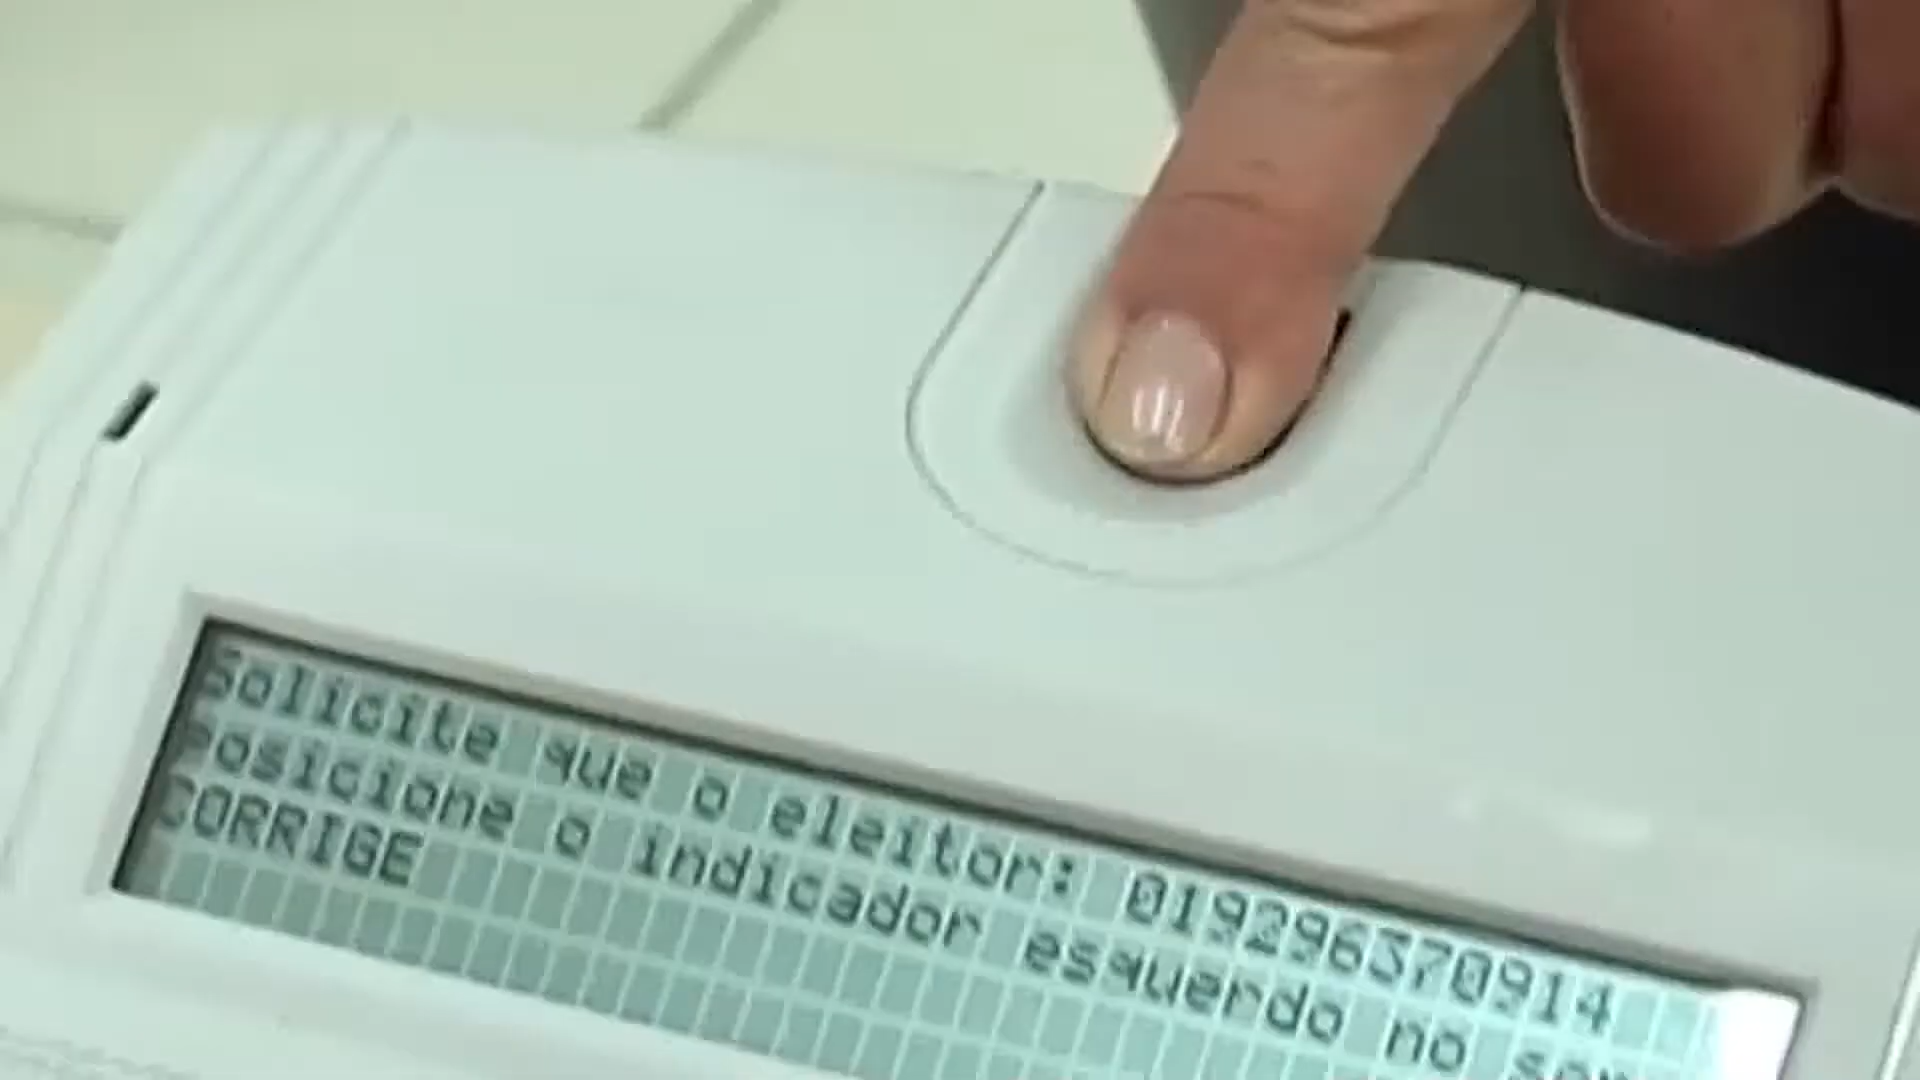 Solicite que o eleitor: 019296370914
Posicione o indicador esquerdo no
CORRIGE